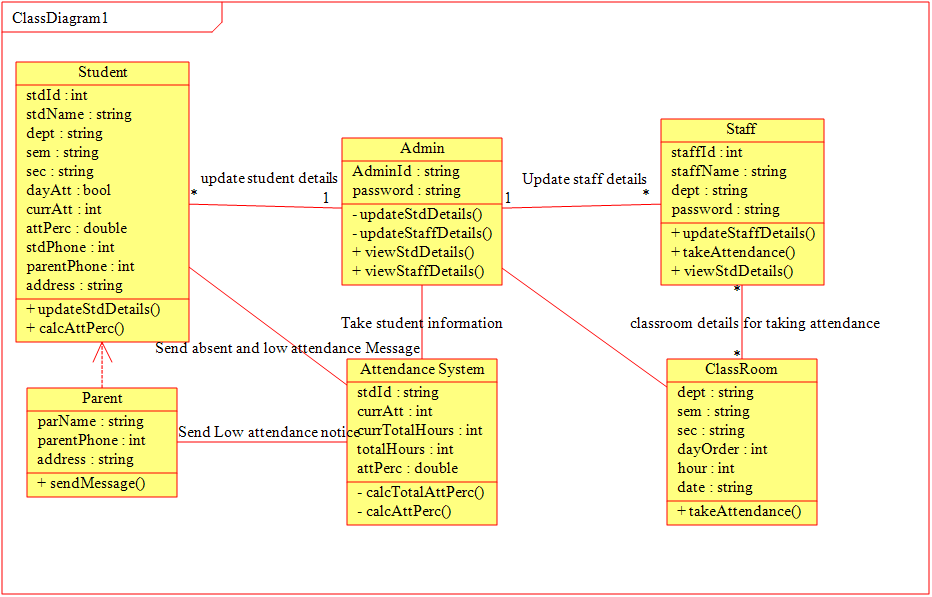 ClassDiagram1
Student
stdId : int
stdName : string
dept : string
sem : string
sec : string
dayAtt : bool
currAtt : int
attPerc : double
stdPhone : int
parentPhone : int
address : string
+ updateStdDetails()
+ calcAttPerc()
update student details
*
1
Admin
AdminId : string
password : string
- updateStdDetails()
- updateStaffDetails()
+ viewStdDetails()
+ viewStaffDetails()
Update staff details
1
*
Staff
staffId : int
staffName : string
dept : string
password : string
+ updateStaffDetails()
+ takeAttendance()
+ viewStdDetails()
*
Take student information
classroom details for taking attendance
*
Send absent and low attendance Message
Parent
parName : string
parentPhone : int
address : string
+ sendMessage()
Send Low attendance notice
Attendance System
stdId : string
currAtt : int
currTotalHours : int
totalHours : int
attPerc : double
- calcTotalAttPerc()
- calcAttPerc()
ClassRoom
dept : string
sem : string
sec : string
dayOrder : int
hour : int
date : string
+ takeAttendance()